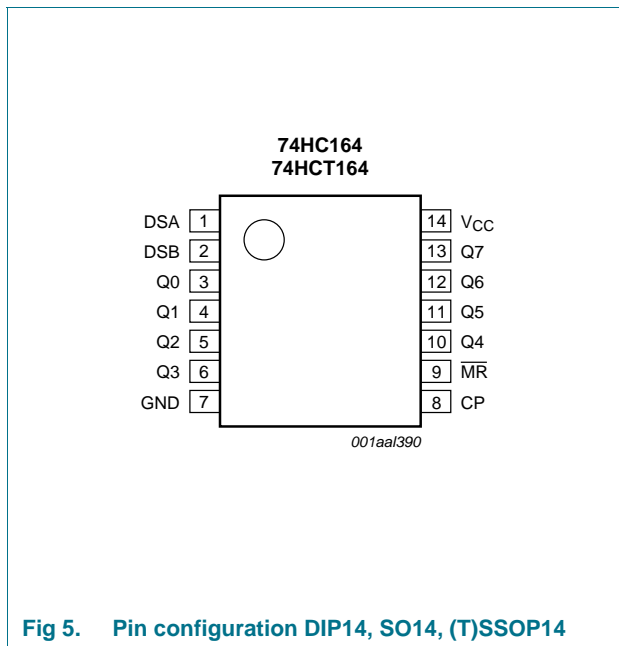 74HC164
74HCT164
DSA 1 14 VCC
DSB 2 13 Q7
Q0 3 12 Q6
Q1 4 11 Q5
Q2 5 10 Q4
Q3 6 9 M̅R̅
GND 7 8 CP
001aal390
Fig 5. Pin configuration DIP14, SO14, (T)SSOP14